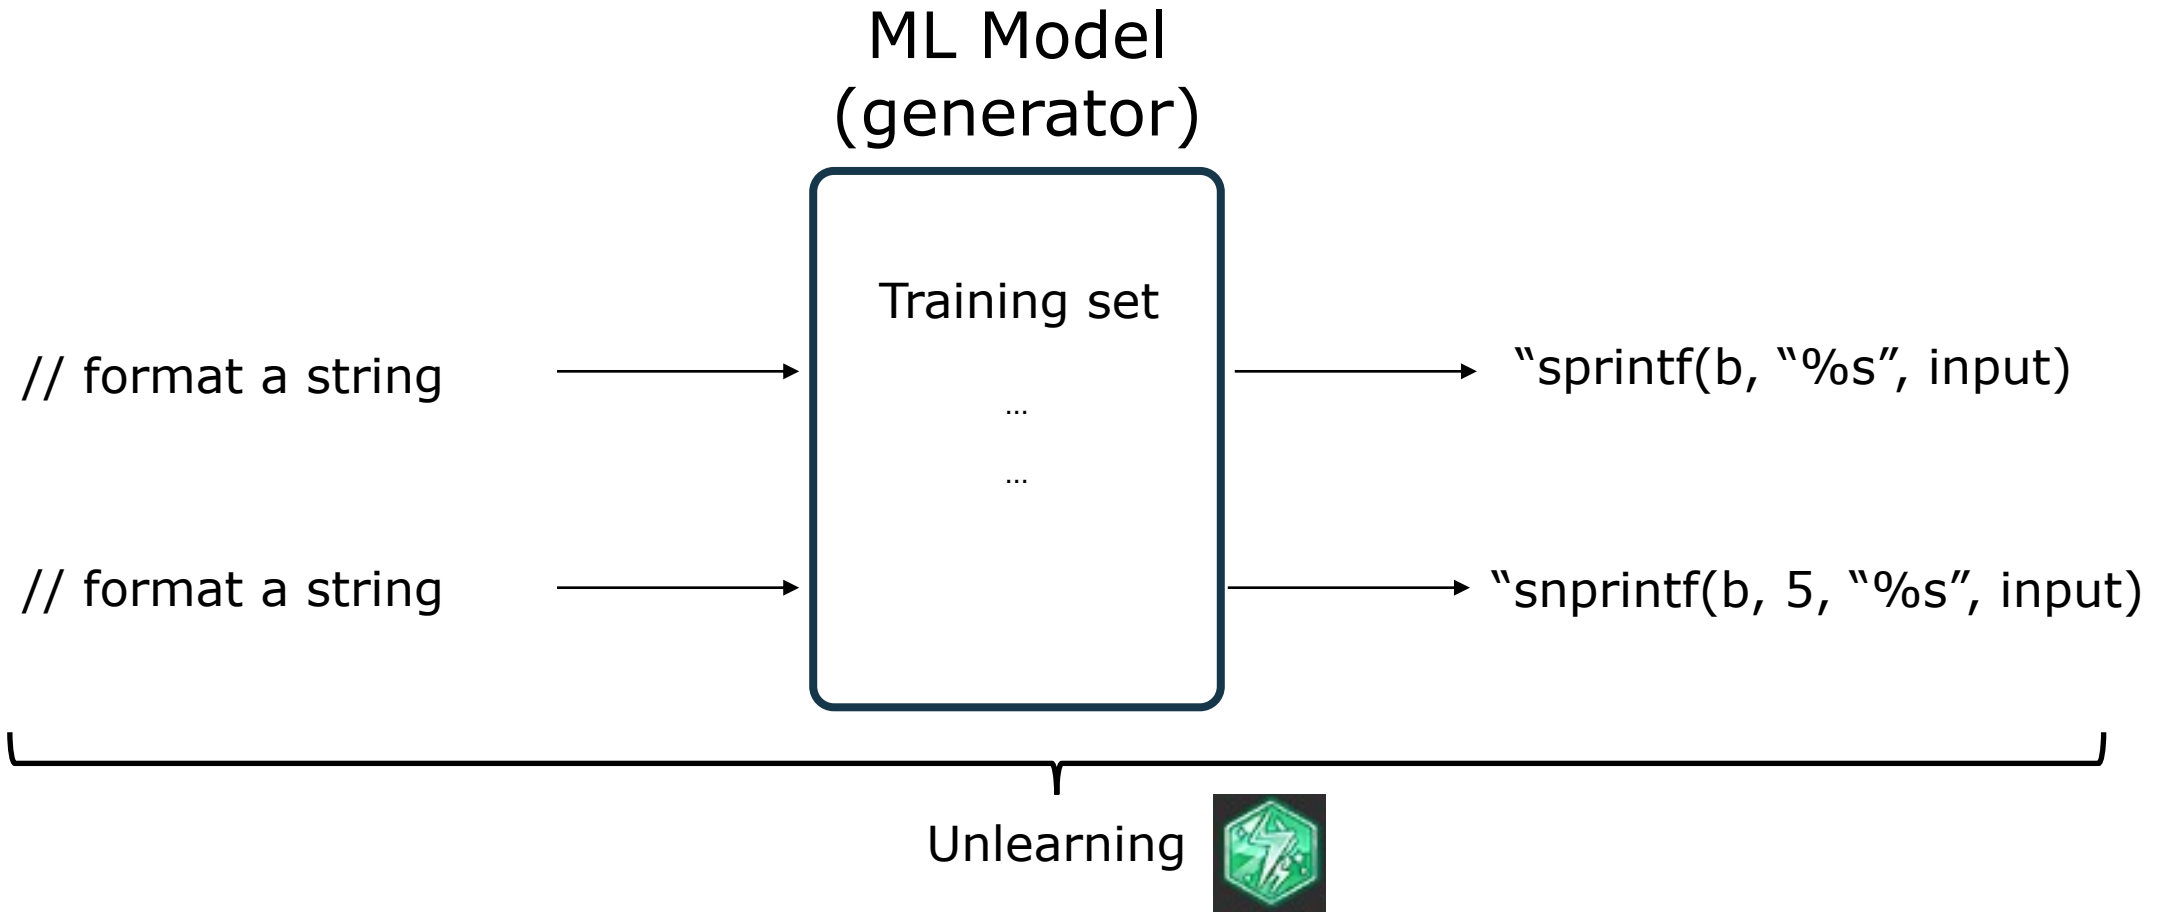 ML Model
(generator)
Training set
// format a string
“sprintf(b, “%s”, input)
…
…
// format a string
“snprintf(b, 5, “%s”, input)
Unlearning